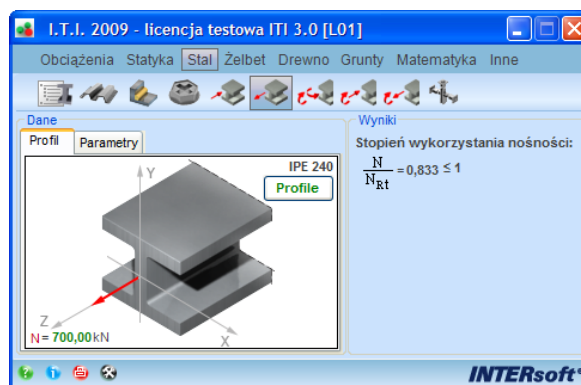 I.T.I. 2009 - licencja testowa ITI 3.0 [L01]
Obciążenia Statyka Stal Żelbet Drewno Grunty Matematyka Inne
Dane
Profil Parametry
IPE 240
Profile
Y
Z
X
N = 700,00 kN
Wyniki
Stopień wykorzystania nośności:
N
N_Rt
= 0,833 ≤ 1
INTERsoft